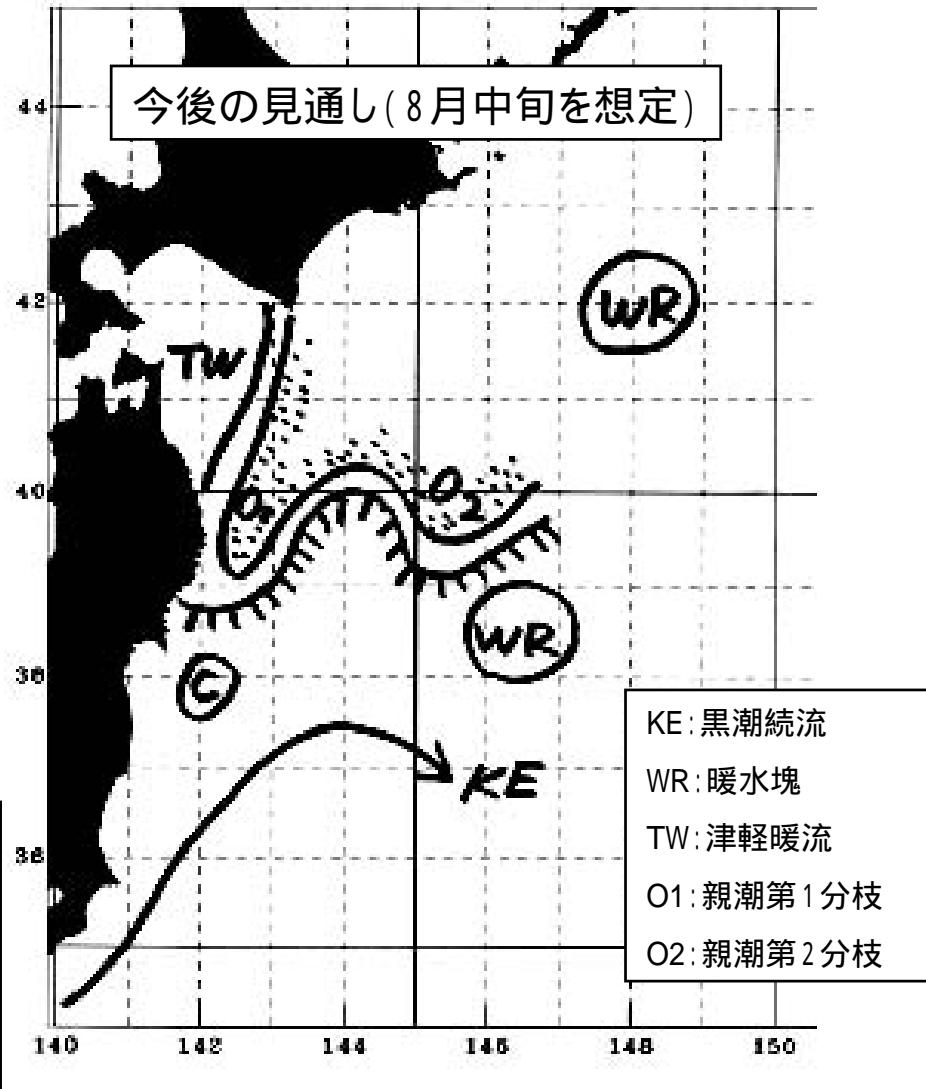 今後の見通し(8月中旬を想定)
44
42
40
38
36
WR
TW
O1
O2
WR
C
KE
KE:黒潮続流
WR:暖水塊
TW:津軽暖流
O1:親潮第1分枝
O2:親潮第2分枝
140 142 144 146 148 150